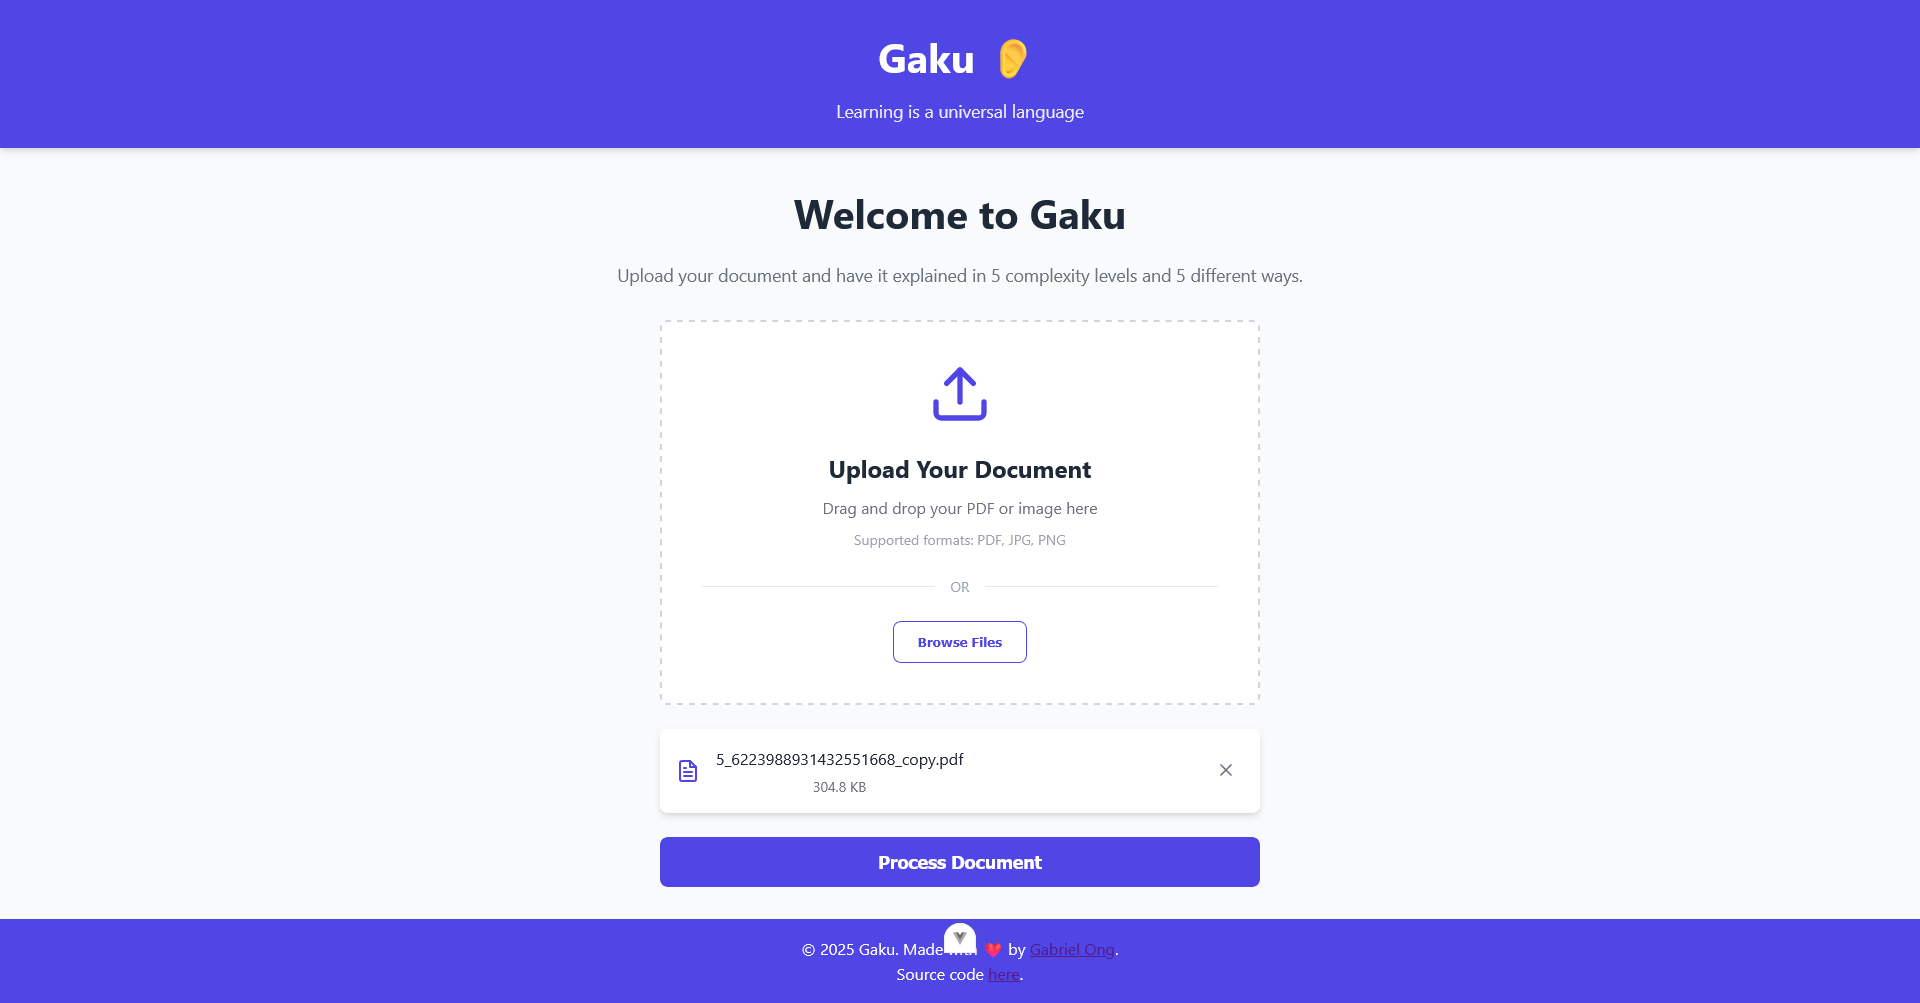 Gaku 👂
Learning is a universal language
Welcome to Gaku
Upload your document and have it explained in 5 complexity levels and 5 different ways.
Upload Your Document
Drag and drop your PDF or image here
Supported formats: PDF, JPG, PNG
OR
Browse Files
5_6223988931432551668_copy.pdf
304.8 KB
Process Document
© 2025 Gaku. Made with ❤️ by Gabriel Ong.
Source code here.